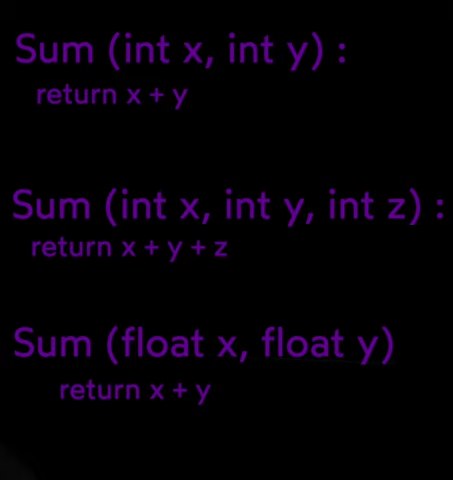 Sum (int x, int y) :
return x + y
Sum (int x, int y, int z) :
return x + y + z
Sum (float x, float y)
return x + y